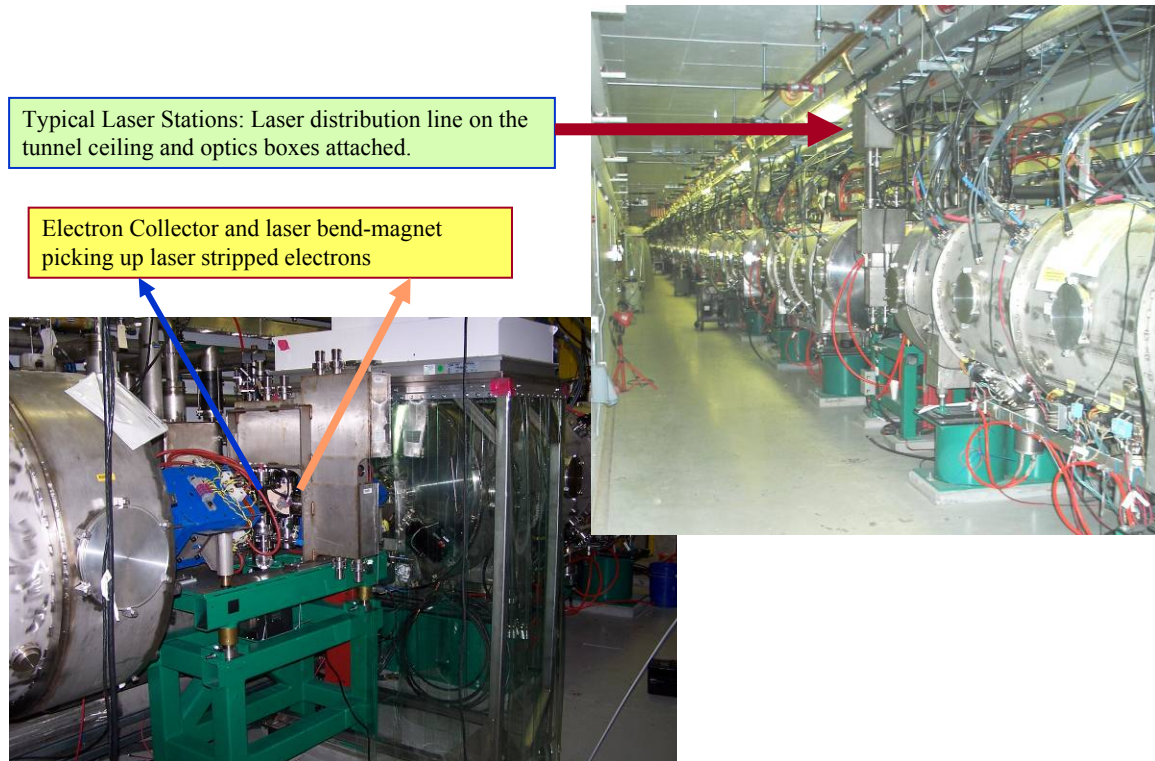 Typical Laser Stations: Laser distribution line on the
tunnel ceiling and optics boxes attached.
Electron Collector and laser bend-magnet
picking up laser stripped electrons